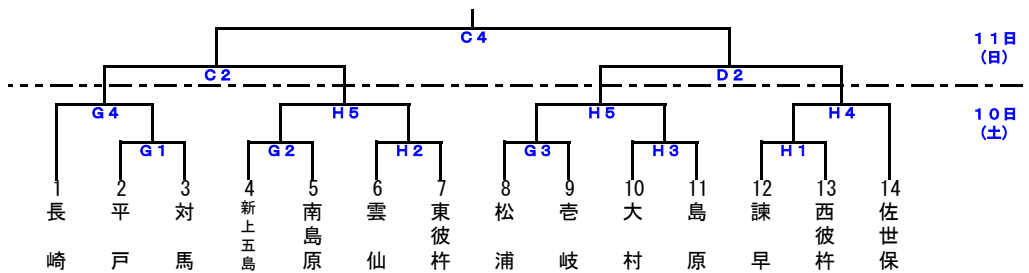 C4
11日
(日)
C2
D2
G4
H5
H5
H4
10日
(土)
G1
G2
H2
G3
H3
H1
1 2 3 4 5 6 7 8 9 10 11 12 13 14
長崎
平戸
対馬
新上五島
南島原
雲仙
東彼杵
松浦
壱岐
大村
島原
諫早
西彼杵
佐世保